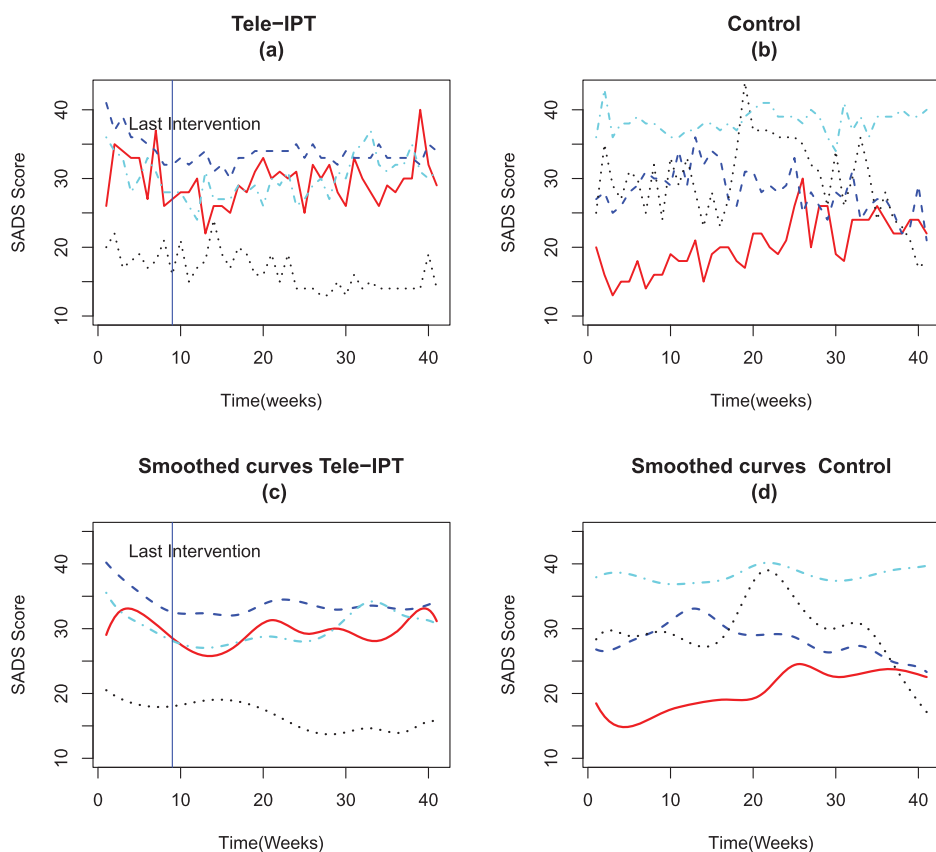 Tele−IPT
(a)
Last Intervention
SADS Score
10 20 30 40
0 10 20 30 40
Time(weeks)
Control
(b)
SADS Score
10 20 30 40
0 10 20 30 40
Time(weeks)
Smoothed curves Tele−IPT
(c)
Last Intervention
SADS Score
10 20 30 40
0 10 20 30 40
Time(Weeks)
Smoothed curves Control
(d)
SADS Score
10 20 30 40
0 10 20 30 40
Time(Weeks)